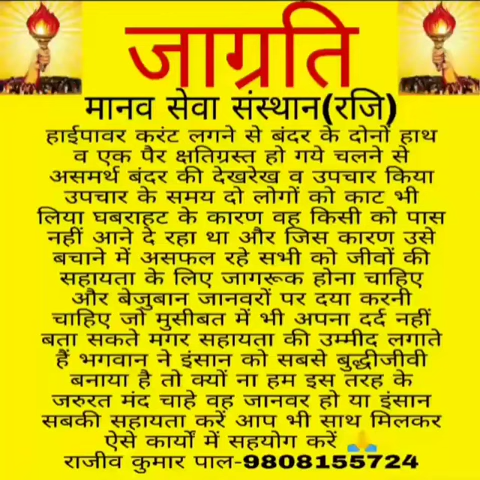 जाग्रति
मानव सेवा संस्थान(रजि)
हाईपावर करंट लगने से बंदर के दोनों हाथ
व एक पैर क्षतिग्रस्त हो गये चलने से
असमर्थ बंदर की देखरेख व उपचार किया
उपचार के समय दो लोगों को काट भी
लिया घबराहट के कारण वह किसी को पास
नहीं आने दे रहा था और जिस कारण उसे
बचाने में असफल रहे सभी को जीवों की
सहायता के लिए जागरूक होना चाहिए
और बेजुबान जानवरों पर दया करनी
चाहिए जो मुसीबत में भी अपना दर्द नहीं
बता सकते मगर सहायता की उम्मीद लगाते
हैं भगवान ने इंसान को सबसे बुद्धीजीवी
बनाया है तो क्यों ना हम इस तरह के
जरुरत मंद चाहे वह जानवर हो या इंसान
सबकी सहायता करें आप भी साथ मिलकर
ऐसे कार्यों में सहयोग करें 🙏
राजीव कुमार पाल-9808155724